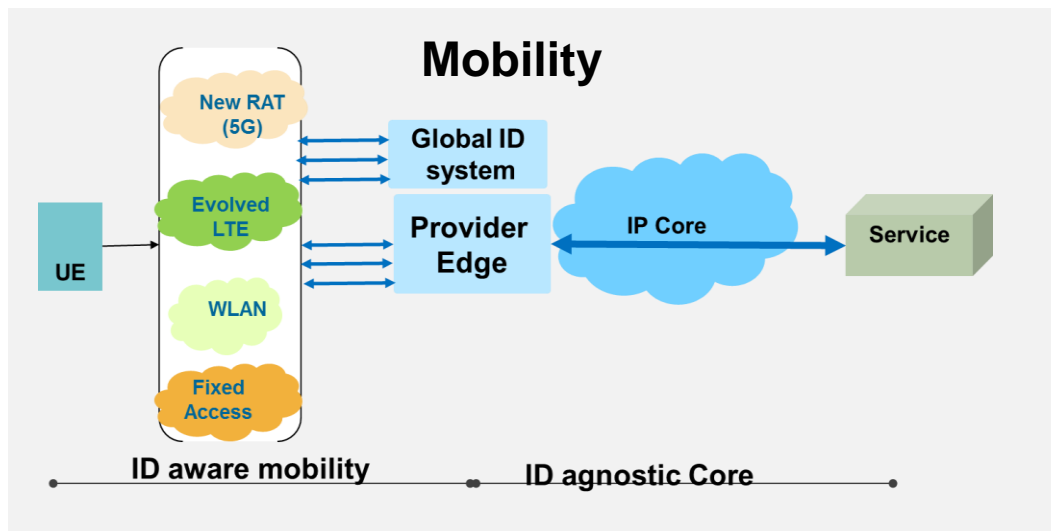 Mobility
New RAT
(5G)
Global ID
system
Evolved
LTE
Provider
Edge
IP Core
Service
UE
WLAN
Fixed
Access
ID aware mobility
ID agnostic Core